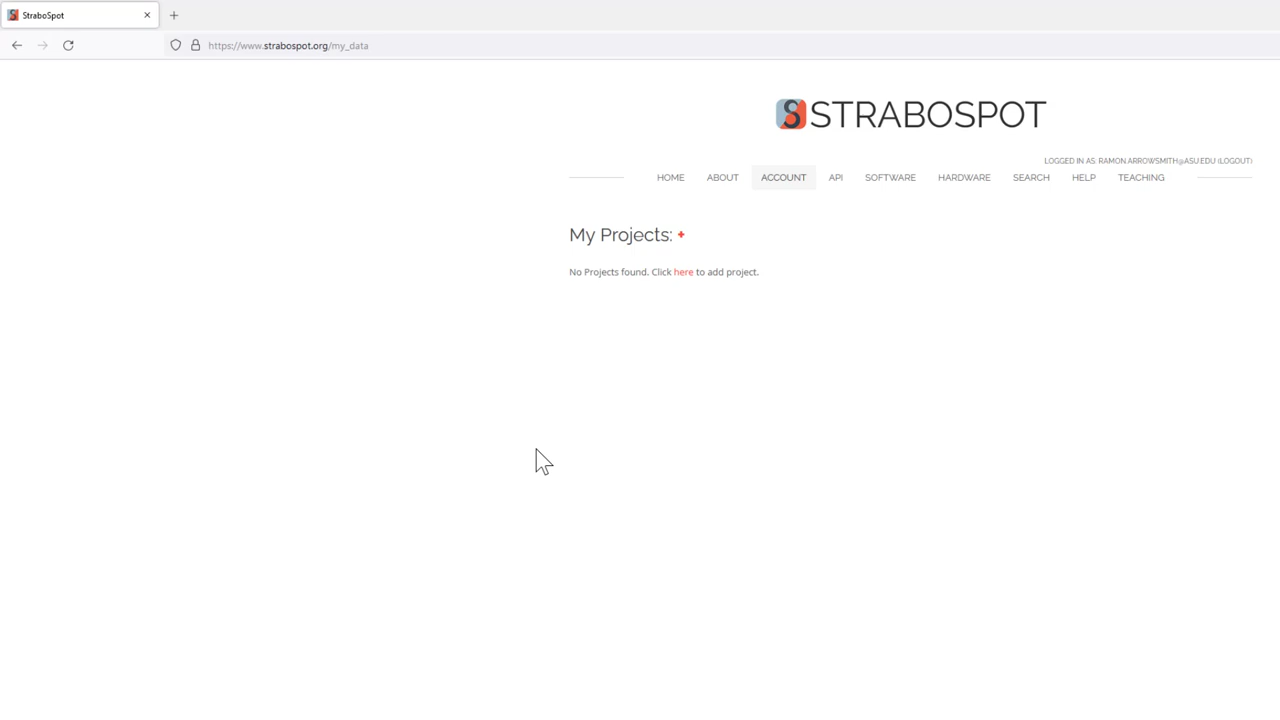 StraboSpot
https://www.strabospot.org/my_data
STRABOSPOT
LOGGED IN AS: RAMON.ARROWSMITH@ASU.EDU (LOGOUT)
HOME ABOUT ACCOUNT API SOFTWARE HARDWARE SEARCH HELP TEACHING
My Projects: +
No Projects found. Click here to add project.